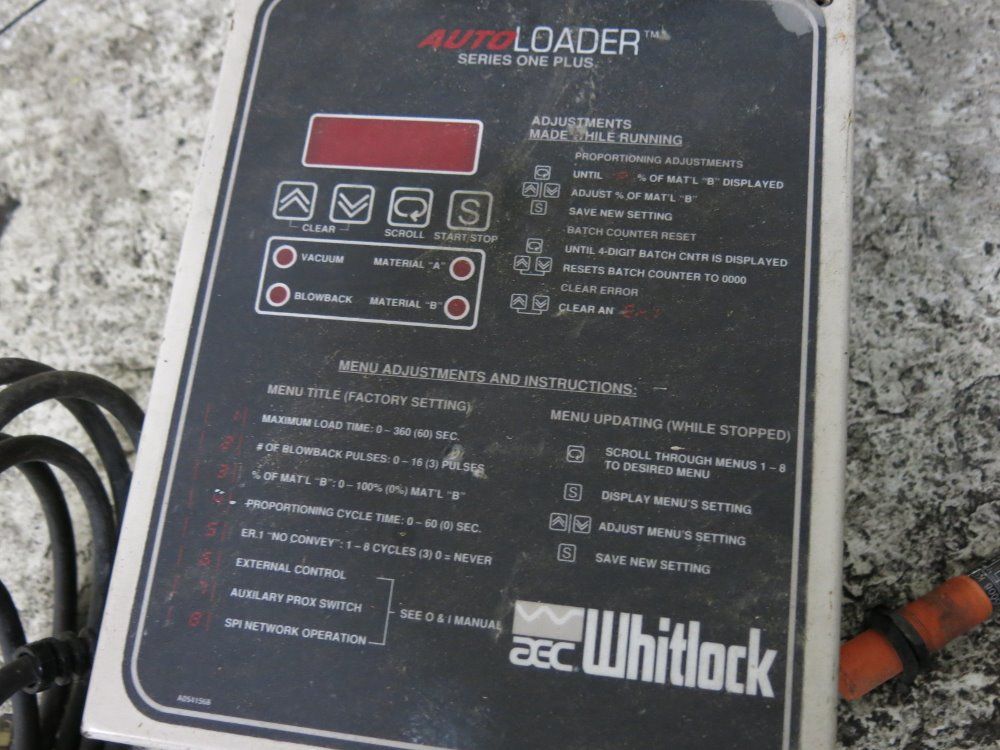 AUTOLOADER™
SERIES ONE PLUS
CLEAR
SCROLL
S
START/STOP
VACUUM
MATERIAL "A"
BLOWBACK
MATERIAL "B"
ADJUSTMENTS
MADE WHILE RUNNING
PROPORTIONING ADJUSTMENTS
UNTIL % OF MAT'L "B" DISPLAYED
ADJUST % OF MAT'L "B"
S SAVE NEW SETTING
BATCH COUNTER RESET
UNTIL 4-DIGIT BATCH CNTR IS DISPLAYED
RESETS BATCH COUNTER TO 0000
CLEAR ERROR
CLEAR AN
MENU ADJUSTMENTS AND INSTRUCTIONS:
MENU TITLE (FACTORY SETTING)
1 MAXIMUM LOAD TIME: 0 – 360 (60) SEC.
2 # OF BLOWBACK PULSES: 0 – 16 (3) PULSES
3 % OF MAT'L "B": 0 – 100% (0%) MAT'L "B"
PROPORTIONING CYCLE TIME: 0 – 60 (0) SEC.
5 ER.1 "NO CONVEY": 1 – 8 CYCLES (3) 0 = NEVER
6 EXTERNAL CONTROL
7 AUXILARY PROX SWITCH
8 SPI NETWORK OPERATION
SEE O & I MANUAL
MENU UPDATING (WHILE STOPPED)
SCROLL THROUGH MENUS 1 – 8
TO DESIRED MENU
S DISPLAY MENU'S SETTING
ADJUST MENU'S SETTING
S SAVE NEW SETTING
AEC Whitlock
A0541568